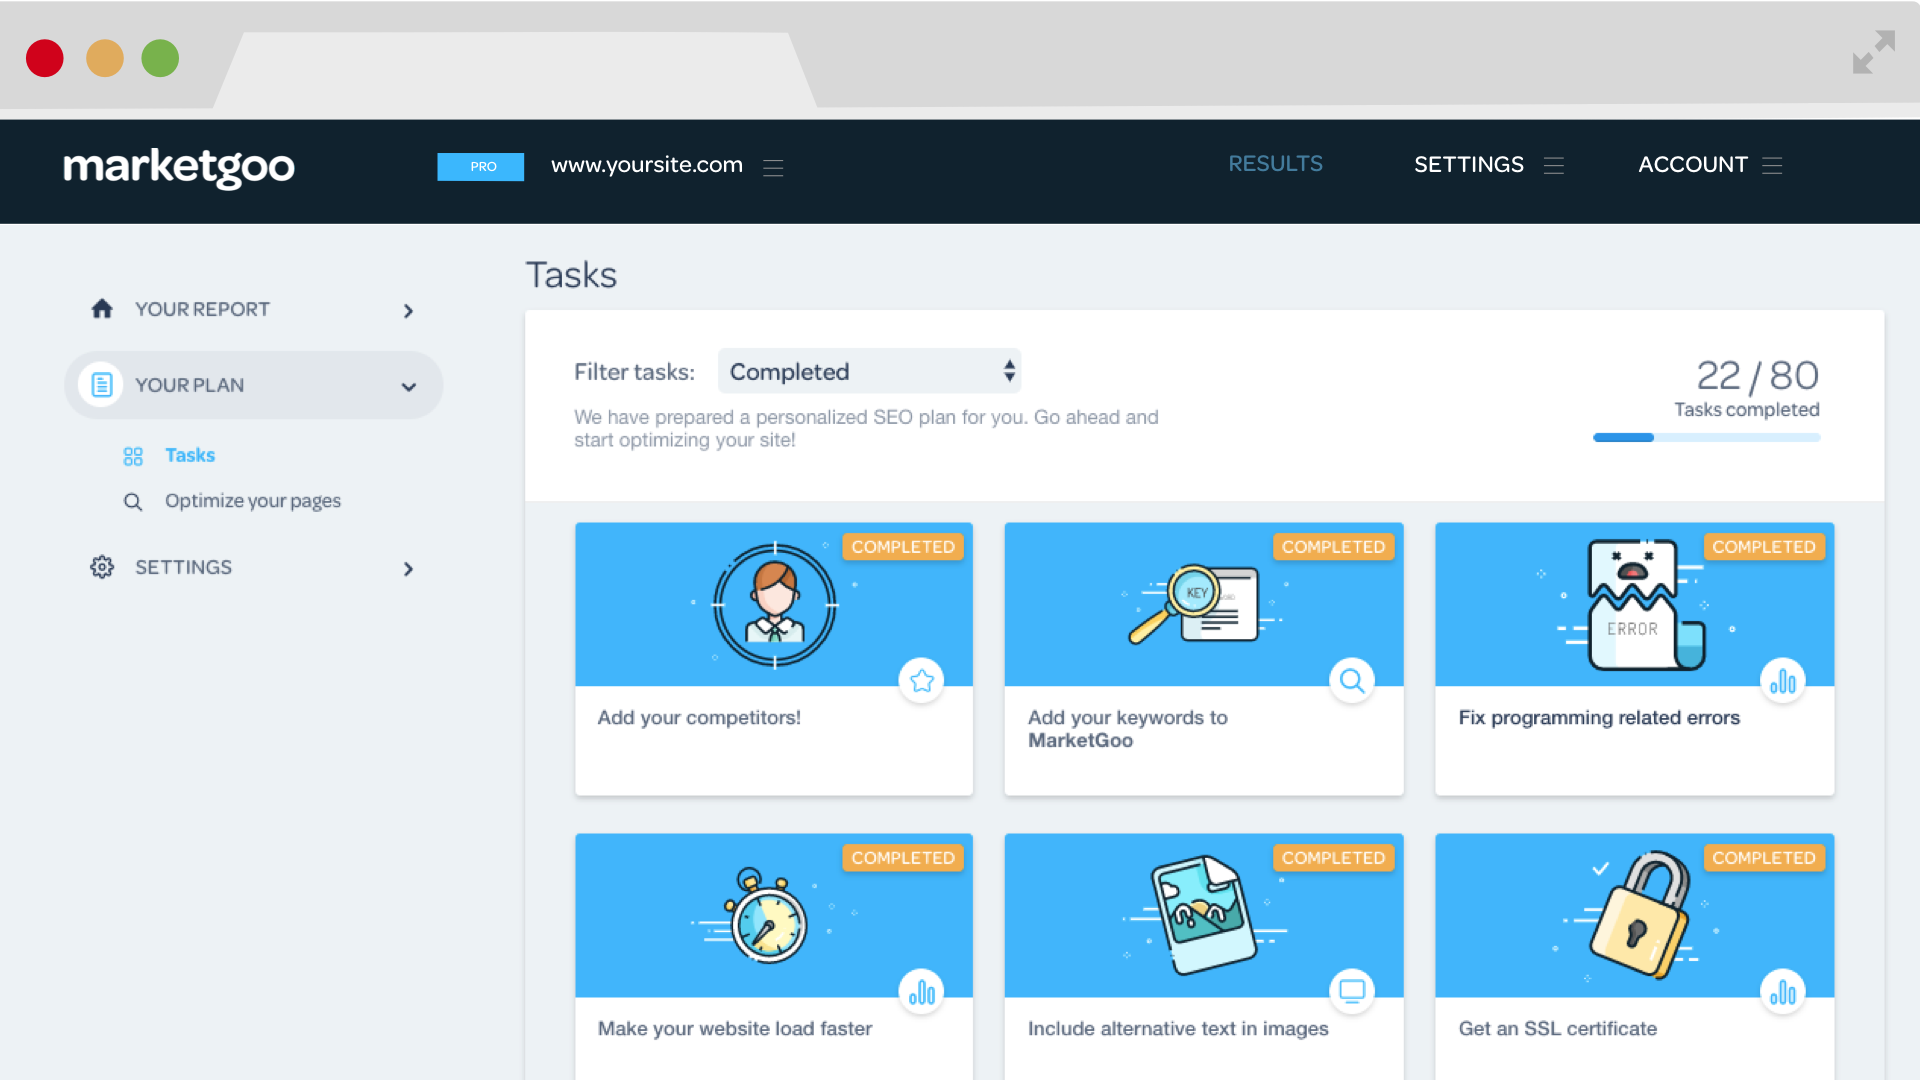 marketgoo
PRO
www.yoursite.com
RESULTS
SETTINGS
ACCOUNT
YOUR REPORT
YOUR PLAN
Tasks
Optimize your pages
SETTINGS
Tasks
Filter tasks:
Completed
We have prepared a personalized SEO plan for you. Go ahead and
start optimizing your site!
22 / 80
Tasks completed
COMPLETED
Add your competitors!
COMPLETED
KEY
Add your keywords to
MarketGoo
COMPLETED
ERROR
Fix programming related errors
COMPLETED
Make your website load faster
COMPLETED
Include alternative text in images
COMPLETED
Get an SSL certificate